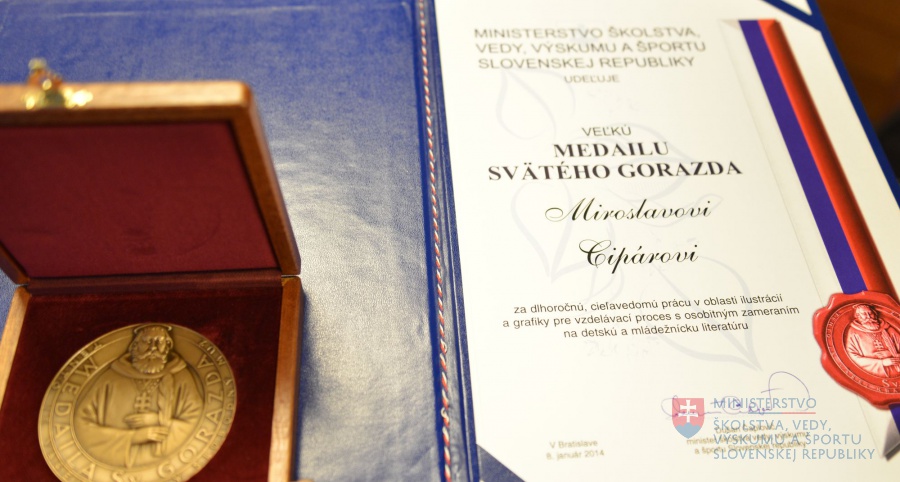 MINISTERSTVO ŠKOLSTVA,
VEDY, VÝSKUMU A ŠPORTU
SLOVENSKEJ REPUBLIKY
UDEĽUJE
VEĽKÚ
MEDAILU
SVÄTÉHO GORAZDA
Miroslavovi
Cipárovi
za dlhoročnú, cieľavedomú prácu v oblasti ilustrácií
a grafiky pre vzdelávací proces s osobitným zameraním
na detskú a mládežnícku literatúru
V Bratislave
8. január 2014
MEDAILA SV. GORAZDA
MINISTERSTVO
ŠKOLSTVA, VEDY,
VÝSKUMU A ŠPORTU
SLOVENSKEJ REPUBLIKY